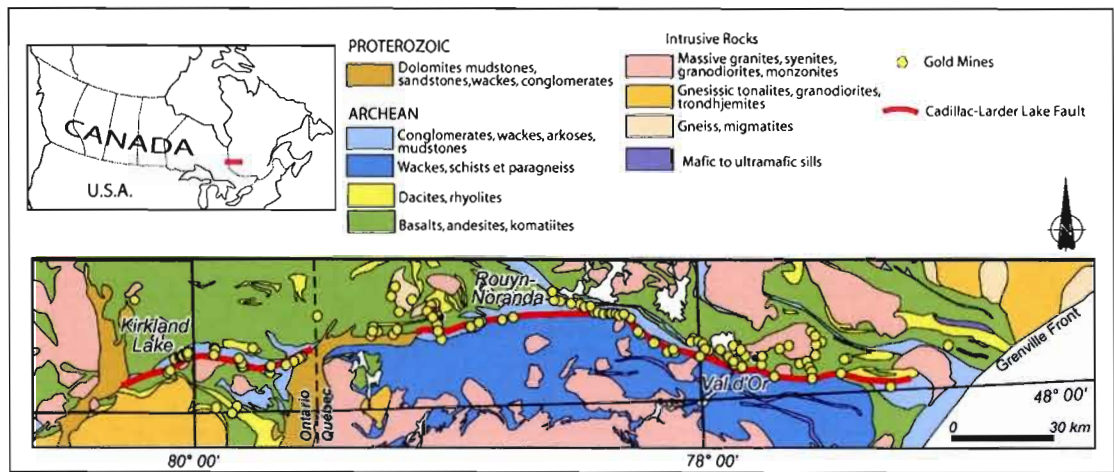 CANADA
U.S.A.
PROTEROZOIC
Dolomites mudstones,
sandstones,wackes, conglomerates
ARCHEAN
Conglomerates, wackes, arkoses,
mudstones
Wackes, schists et paragneiss
Dacites, rhyolites
Basalts, andesites, komatiites
Intrusive Rocks
Massive granites, syenites,
granodiorites, monzonites
Gneissic tonalites, granodiorites,
trondhjemites
Gneiss, migmatites
Mafic to ultramafic sills
Gold Mines
Cadillac-Larder Lake Fault
Kirkland
Lake
Rouyn-
Noranda
Val d'Or
Ontario
Québec
Grenville Front
48° 00'
0 30 km
80° 00'
78° 00'